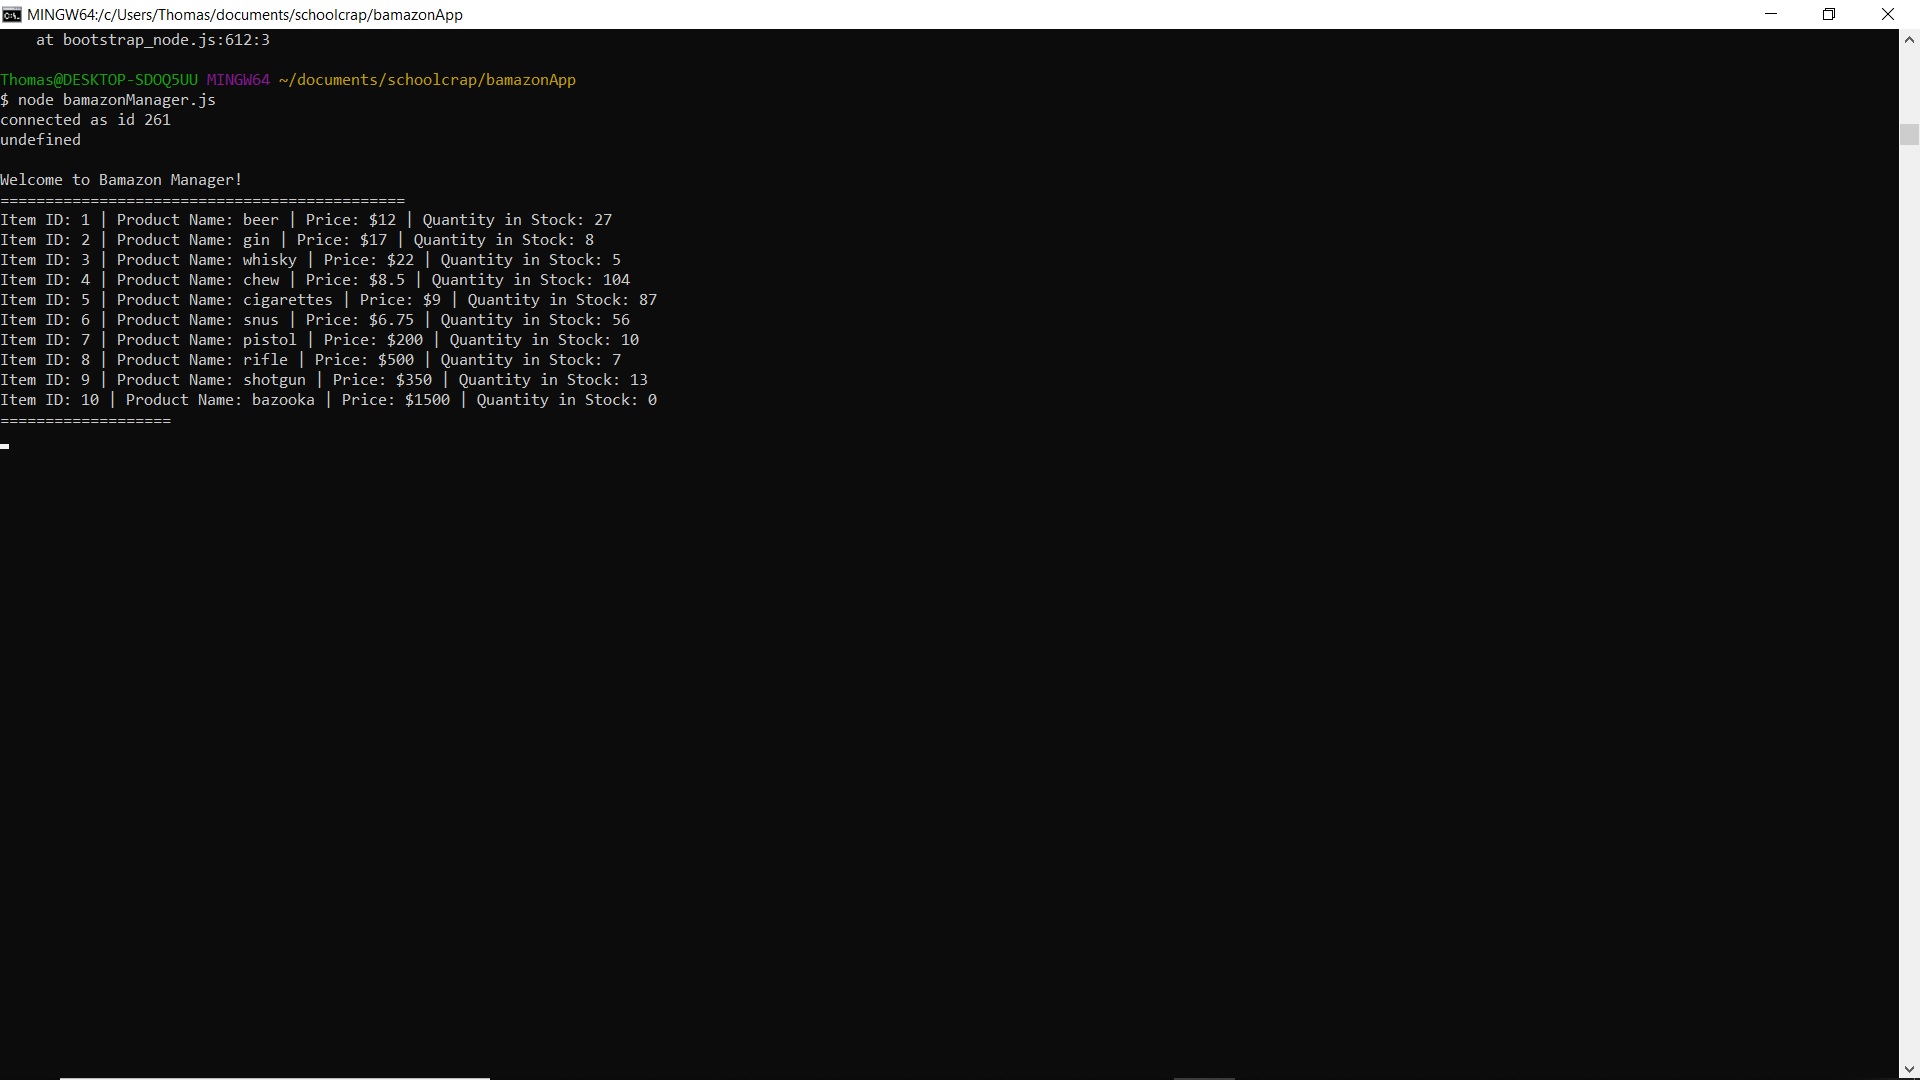 MINGW64:/c/Users/Thomas/documents/schoolcrap/bamazonApp
    at bootstrap_node.js:612:3
Thomas@DESKTOP-SDOQ5UU MINGW64 ~/documents/schoolcrap/bamazonApp
$ node bamazonManager.js
connected as id 261
undefined
Welcome to Bamazon Manager!
=============================================
Item ID: 1 | Product Name: beer | Price: $12 | Quantity in Stock: 27
Item ID: 2 | Product Name: gin | Price: $17 | Quantity in Stock: 8
Item ID: 3 | Product Name: whisky | Price: $22 | Quantity in Stock: 5
Item ID: 4 | Product Name: chew | Price: $8.5 | Quantity in Stock: 104
Item ID: 5 | Product Name: cigarettes | Price: $9 | Quantity in Stock: 87
Item ID: 6 | Product Name: snus | Price: $6.75 | Quantity in Stock: 56
Item ID: 7 | Product Name: pistol | Price: $200 | Quantity in Stock: 10
Item ID: 8 | Product Name: rifle | Price: $500 | Quantity in Stock: 7
Item ID: 9 | Product Name: shotgun | Price: $350 | Quantity in Stock: 13
Item ID: 10 | Product Name: bazooka | Price: $1500 | Quantity in Stock: 0
===================